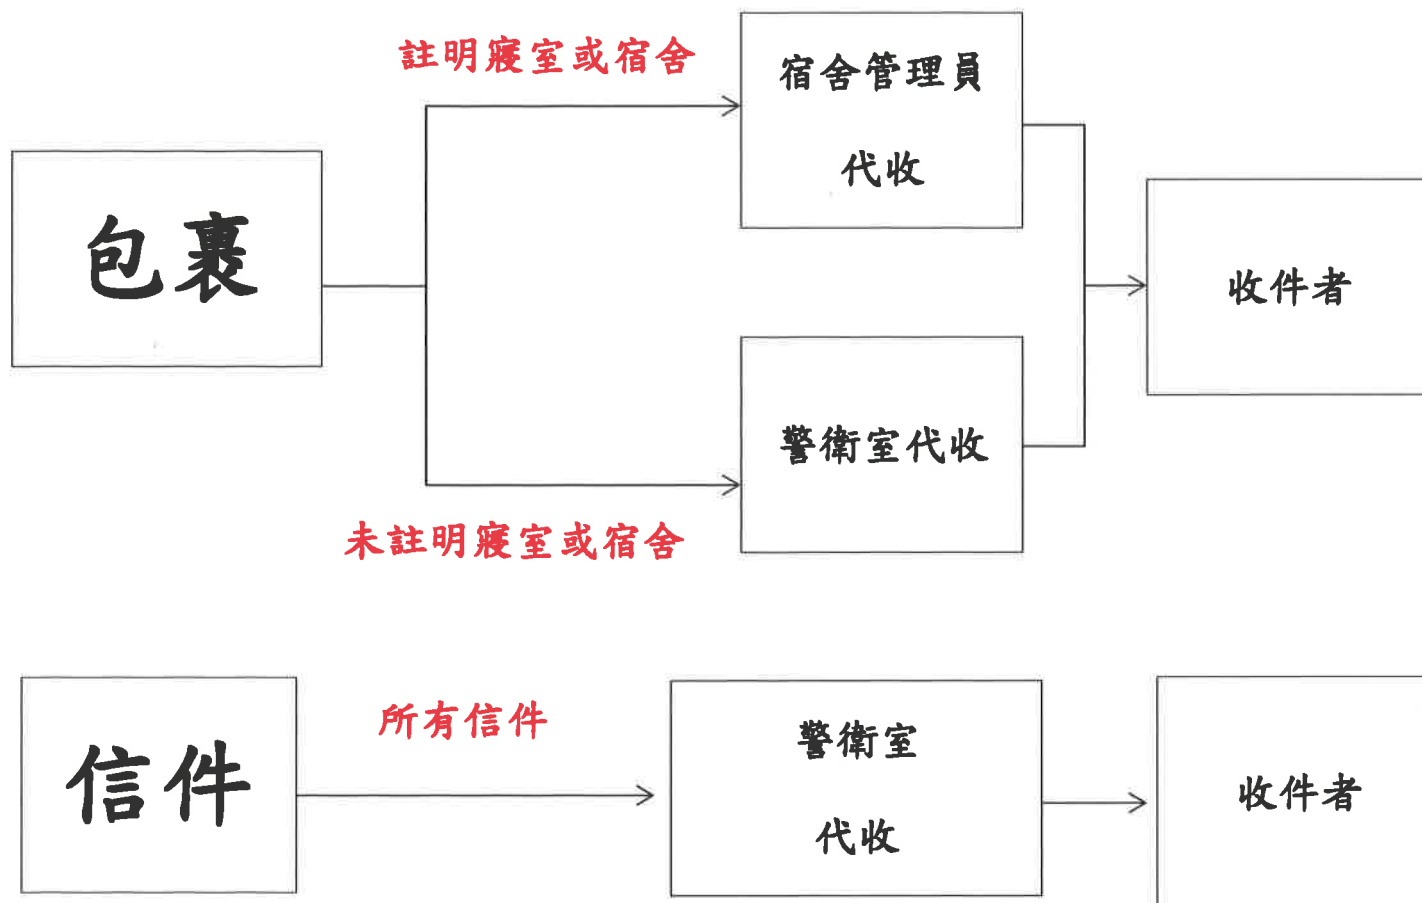 註明寢室或宿舍
宿舍管理員
代收
包裹
收件者
警衛室代收
未註明寢室或宿舍
所有信件
信件
警衛室
代收
收件者